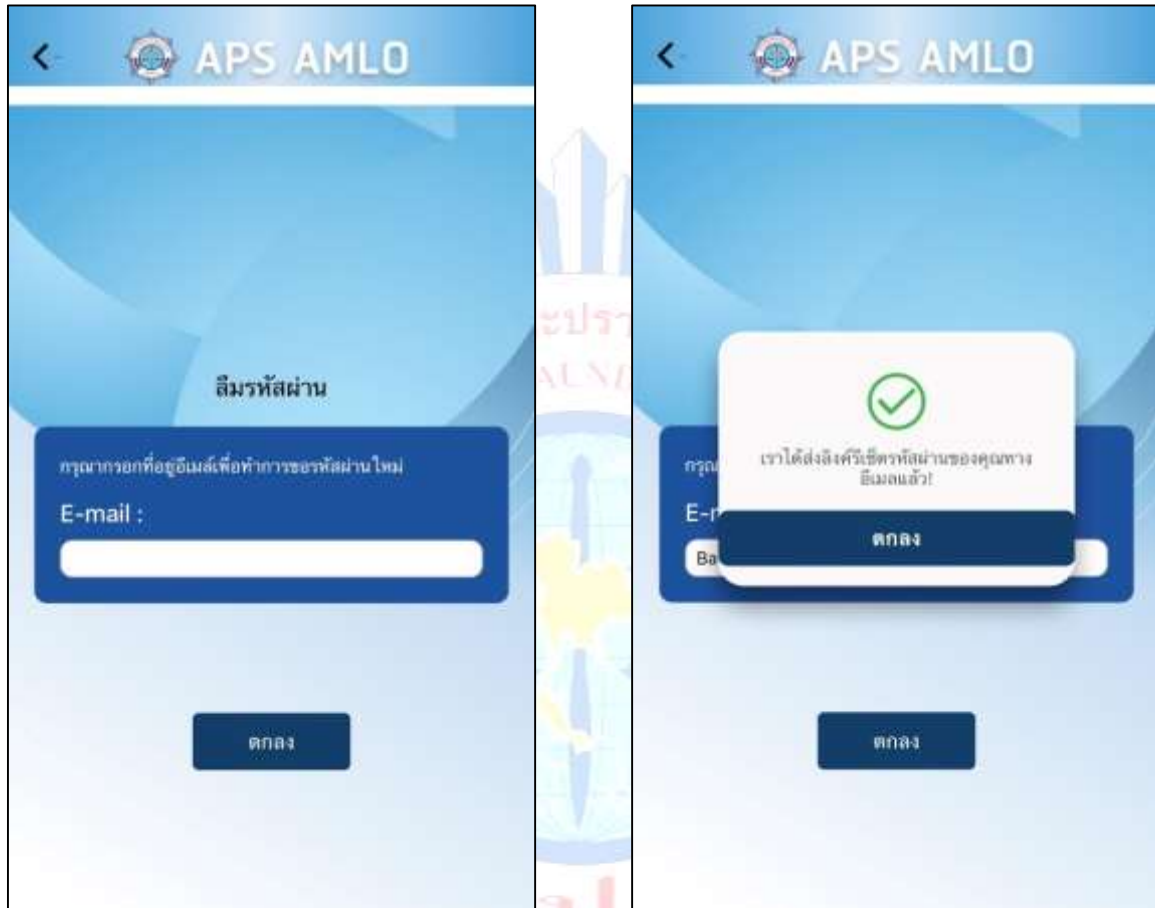 APS AMLO
ลืมรหัสผ่าน
กรุณากรอกที่อยู่อีเมล์เพื่อทำการขอรหัสผ่านใหม่
E-mail :
ตกลง
APS AMLO
เราได้ส่งลิงค์รีเซ็ตรหัสผ่านของคุณทาง
อีเมลแล้ว!
กรุณ
E-m
ตกลง
Ba
ตกลง